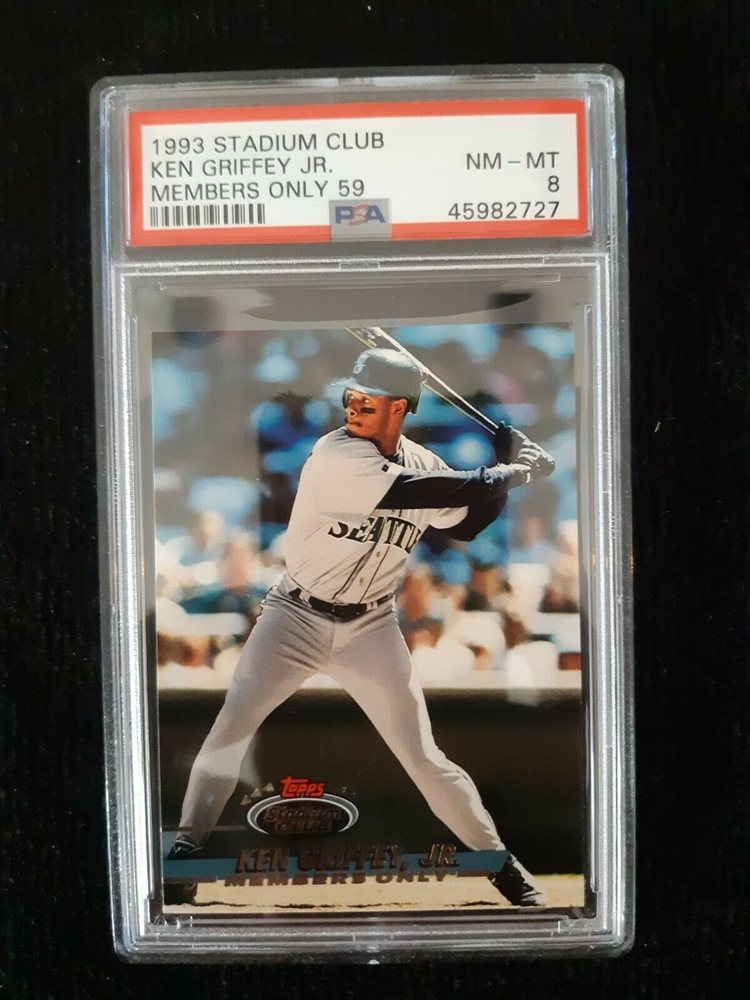 1993 STADIUM CLUB
KEN GRIFFEY JR.
NM - MT
MEMBERS ONLY 59
8
PSA
45982727
SEATTL
Topps
Stadium
CLUB
KEN GRIFFEY, JR.
MEMBERS ONLY